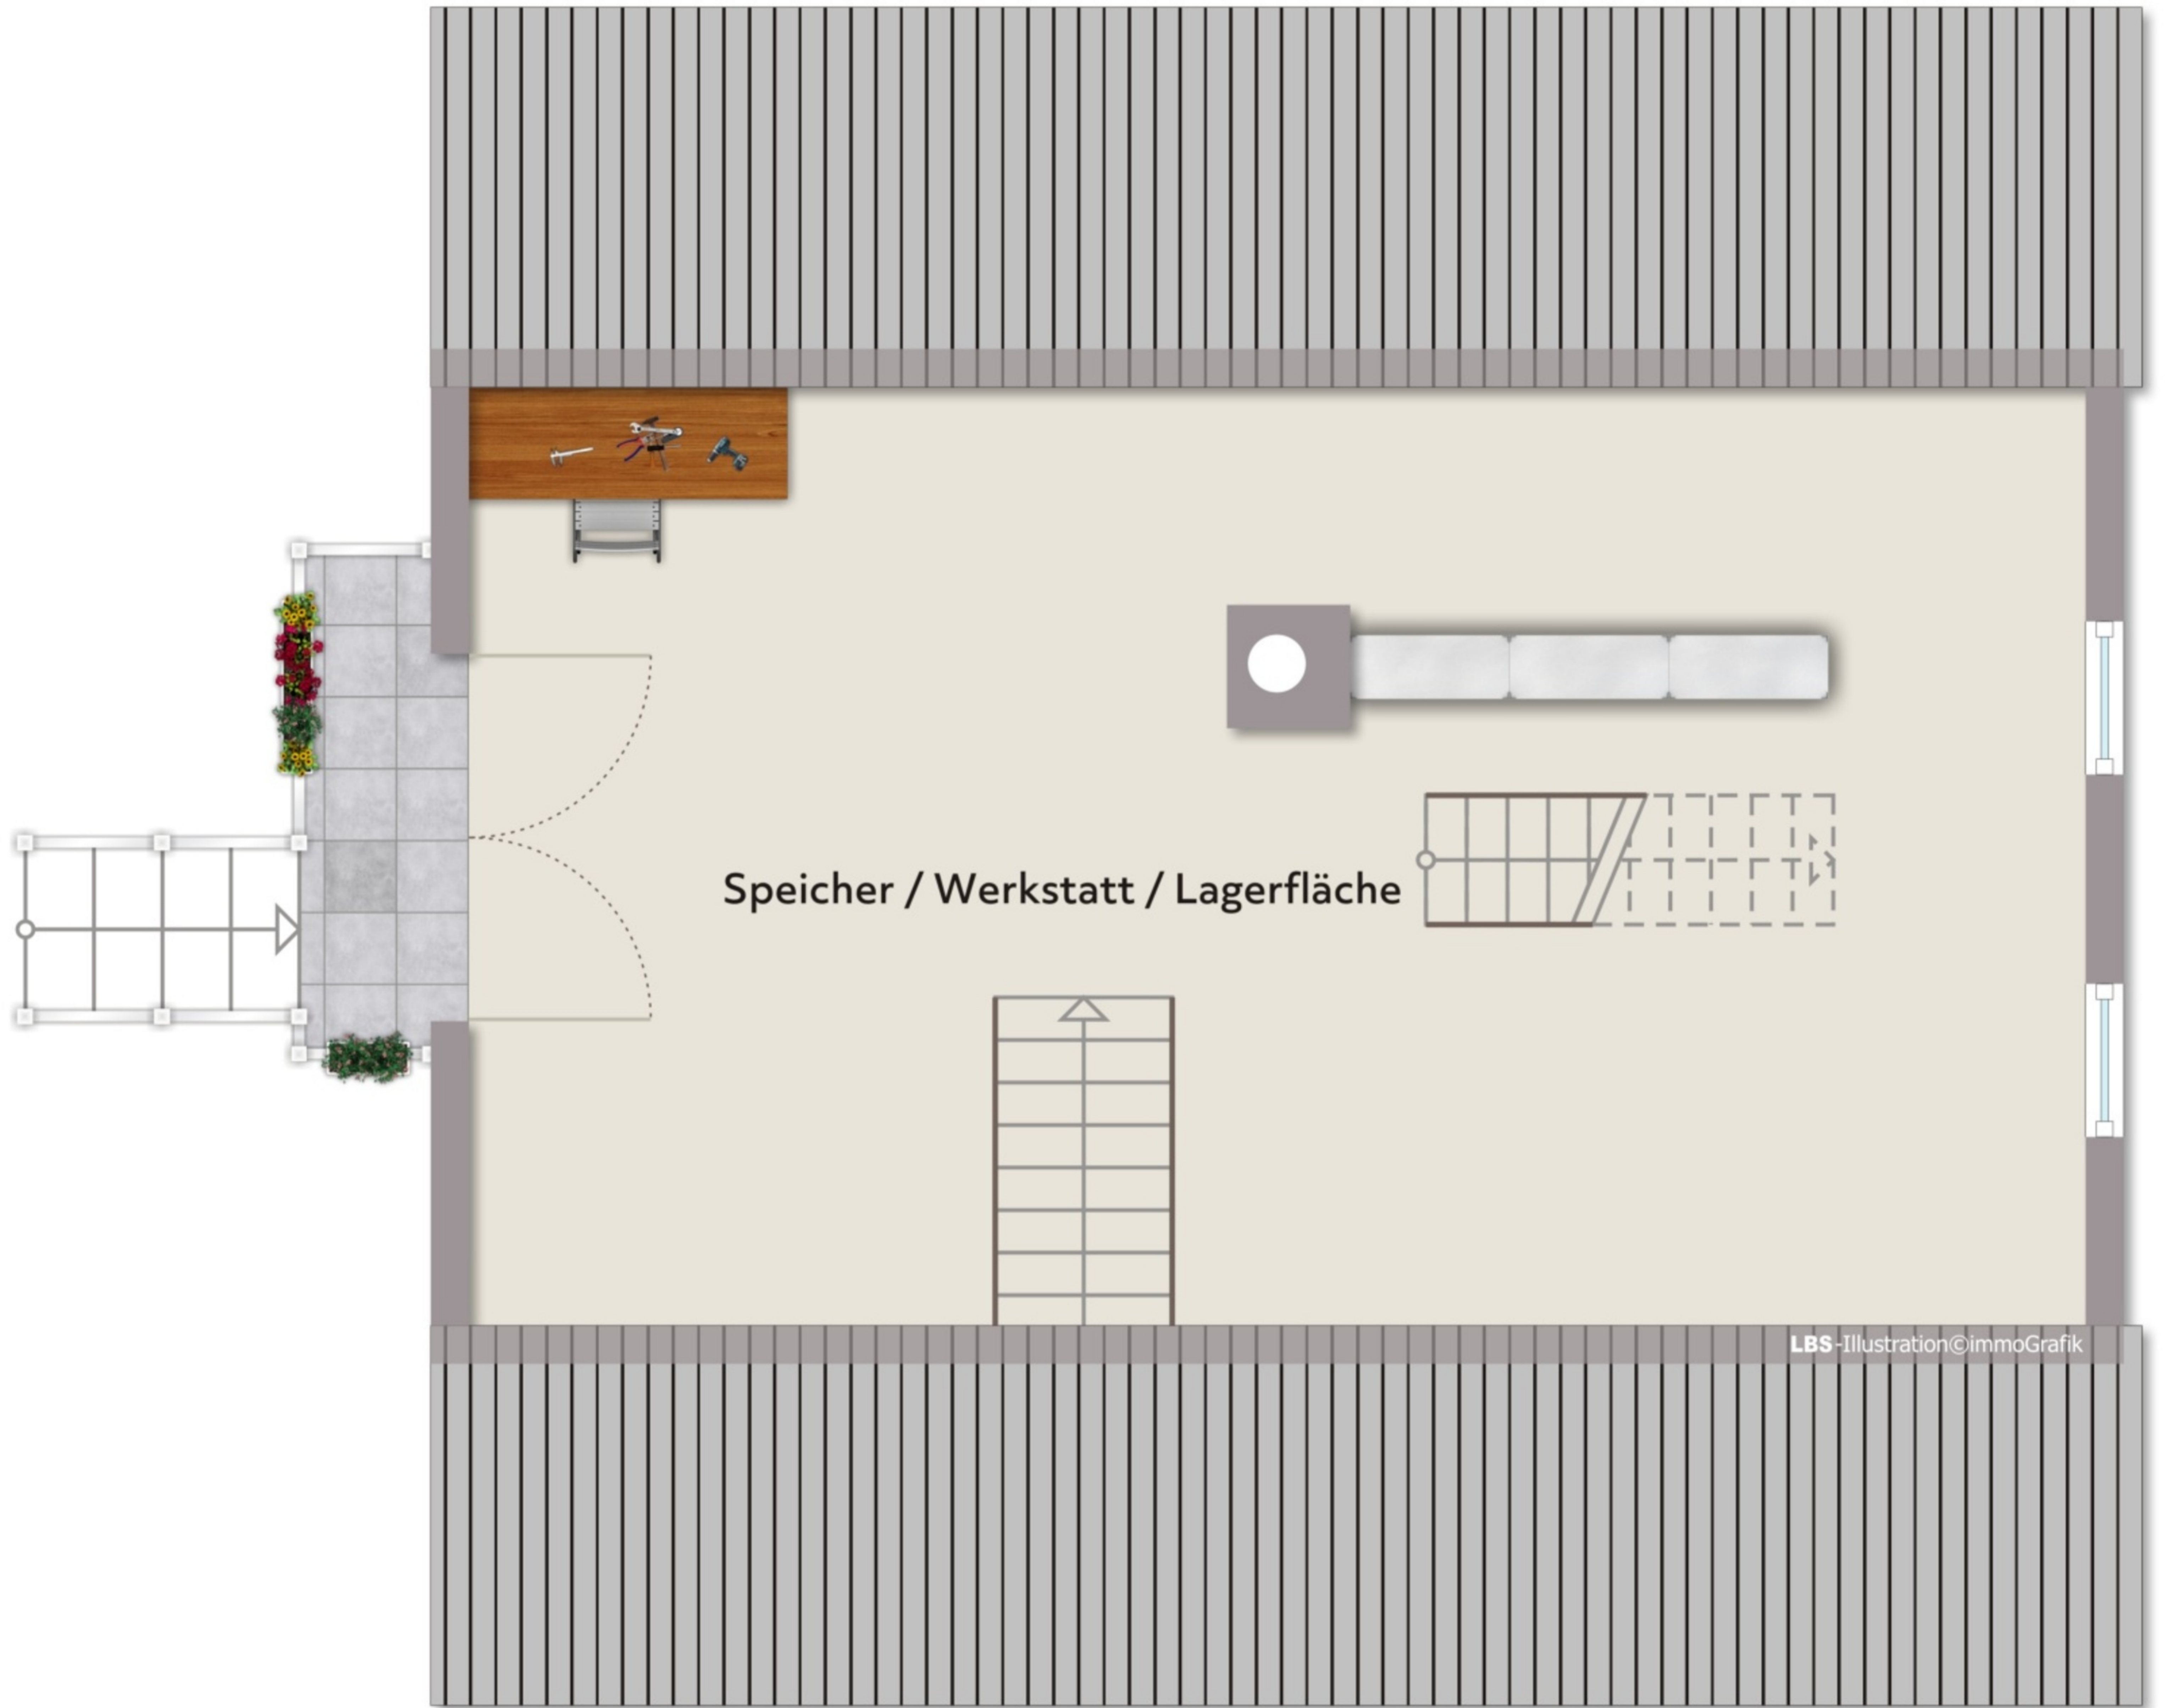 Speicher / Werkstatt / Lagerfläche
LBS-Illustration©immoGrafik